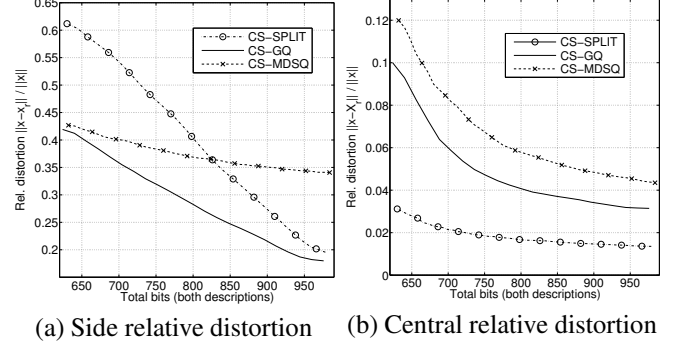 0.65
0.6
0.55
0.5
0.45
0.4
0.35
0.3
0.25
0.2
Rel. distortion ||x−x_r|| / ||x||
CS−SPLIT
CS−GQ
CS−MDSQ
650 700 750 800 850 900 950
Total bits (both descriptions)
(a) Side relative distortion
0.12
0.1
0.08
0.06
0.04
0.02
0
Rel. distortion ||x−X_r|| / ||x||
CS−SPLIT
CS−GQ
CS−MDSQ
650 700 750 800 850 900 950
Total bits (both descriptions)
(b) Central relative distortion